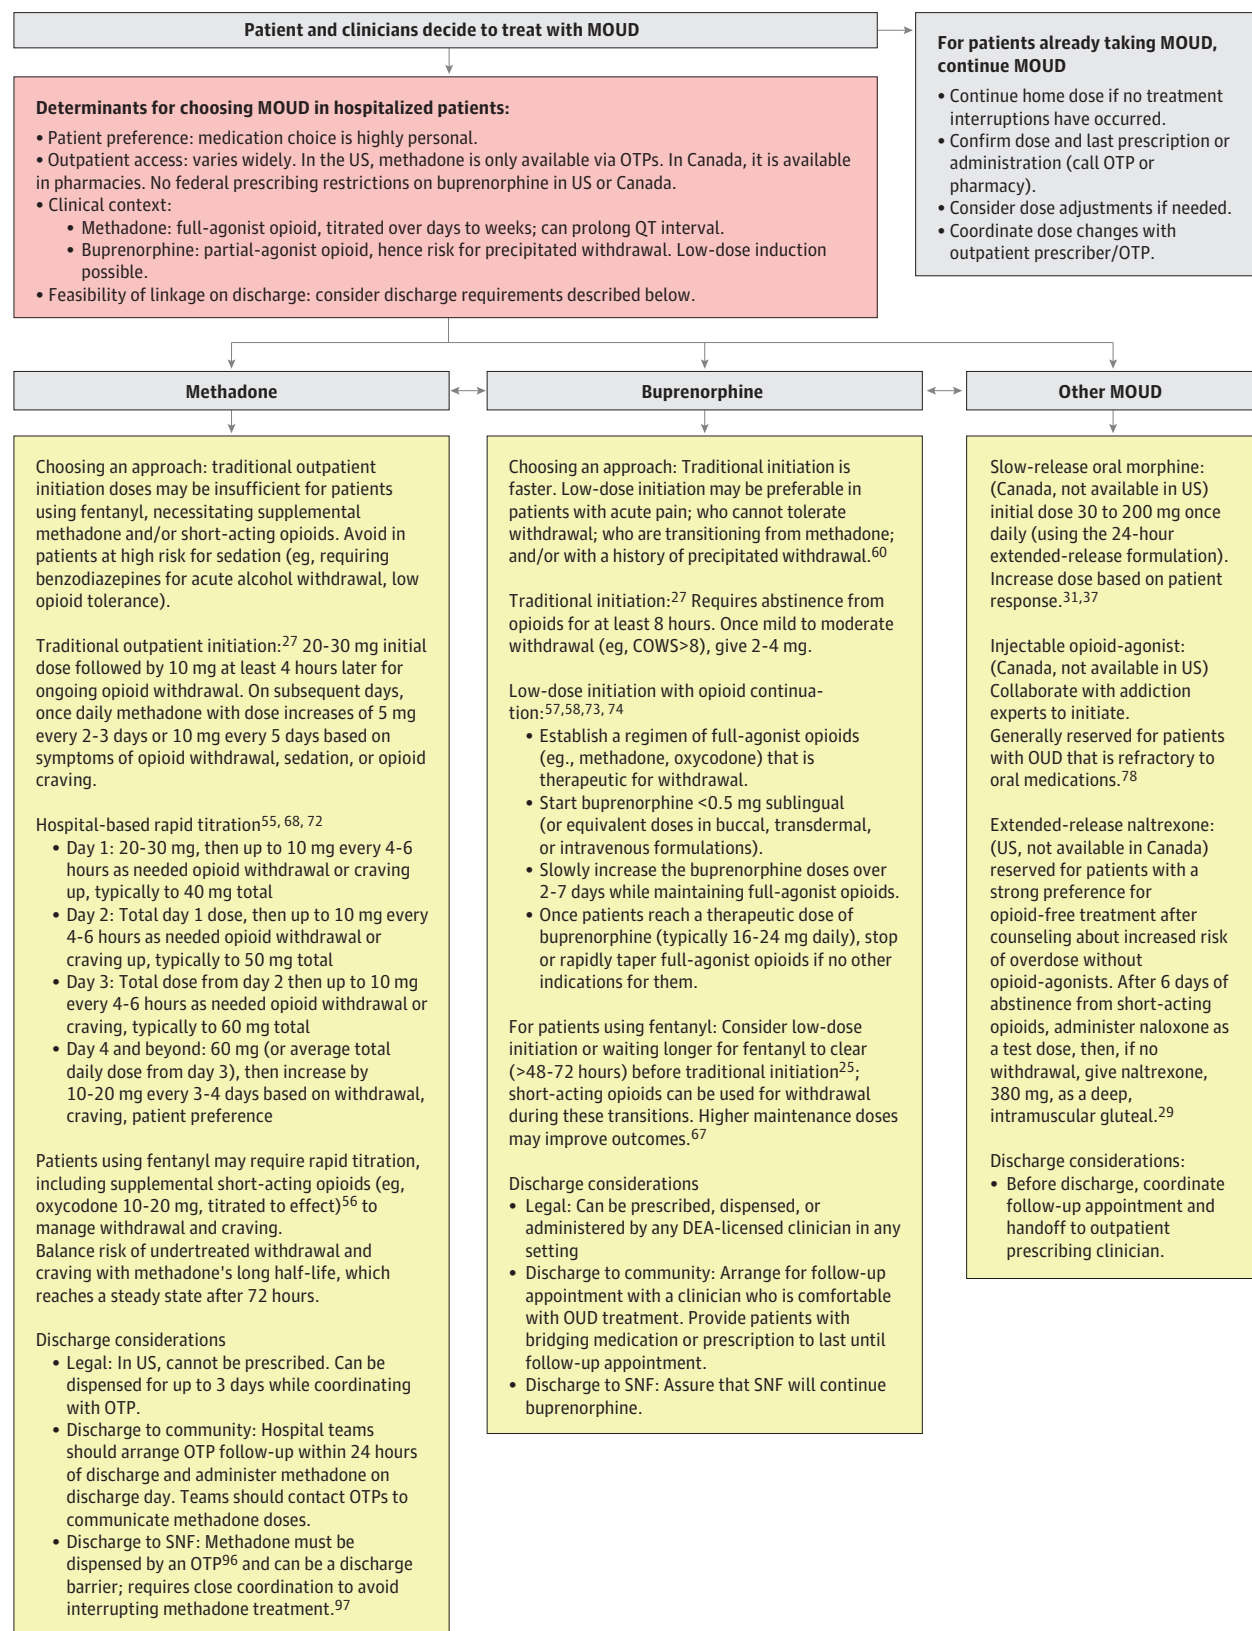 Patient and clinicians decide to treat with MOUD
For patients already taking MOUD,
continue MOUD
• Continue home dose if no treatment
interruptions have occurred.
• Confirm dose and last prescription or
administration (call OTP or
pharmacy).
• Consider dose adjustments if needed.
• Coordinate dose changes with
outpatient prescriber/OTP.
Determinants for choosing MOUD in hospitalized patients:
• Patient preference: medication choice is highly personal.
• Outpatient access: varies widely. In the US, methadone is only available via OTPs. In Canada, it is available
in pharmacies. No federal prescribing restrictions on buprenorphine in US or Canada.
• Clinical context:
• Methadone: full-agonist opioid, titrated over days to weeks; can prolong QT interval.
• Buprenorphine: partial-agonist opioid, hence risk for precipitated withdrawal. Low-dose induction
possible.
• Feasibility of linkage on discharge: consider discharge requirements described below.
Methadone
Choosing an approach: traditional outpatient
initiation doses may be insufficient for patients
using fentanyl, necessitating supplemental
methadone and/or short-acting opioids. Avoid in
patients at high risk for sedation (eg, requiring
benzodiazepines for acute alcohol withdrawal, low
opioid tolerance).
Traditional outpatient initiation:27 20-30 mg initial
dose followed by 10 mg at least 4 hours later for
ongoing opioid withdrawal. On subsequent days,
once daily methadone with dose increases of 5 mg
every 2-3 days or 10 mg every 5 days based on
symptoms of opioid withdrawal, sedation, or opioid
craving.
Hospital-based rapid titration55, 68, 72
• Day 1: 20-30 mg, then up to 10 mg every 4-6
hours as needed opioid withdrawal or craving
up, typically to 40 mg total
• Day 2: Total day 1 dose, then up to 10 mg every
4-6 hours as needed opioid withdrawal or
craving up, typically to 50 mg total
• Day 3: Total dose from day 2 then up to 10 mg
every 4-6 hours as needed opioid withdrawal or
craving, typically to 60 mg total
• Day 4 and beyond: 60 mg (or average total
daily dose from day 3), then increase by
10-20 mg every 3-4 days based on withdrawal,
craving, patient preference
Patients using fentanyl may require rapid titration,
including supplemental short-acting opioids (eg,
oxycodone 10-20 mg, titrated to effect)56 to
manage withdrawal and craving.
Balance risk of undertreated withdrawal and
craving with methadone's long half-life, which
reaches a steady state after 72 hours.
Discharge considerations
• Legal: In US, cannot be prescribed. Can be
dispensed for up to 3 days while coordinating
with OTP.
• Discharge to community: Hospital teams
should arrange OTP follow-up within 24 hours
of discharge and administer methadone on
discharge day. Teams should contact OTPs to
communicate methadone doses.
• Discharge to SNF: Methadone must be
dispensed by an OTP96 and can be a discharge
barrier; requires close coordination to avoid
interrupting methadone treatment.97
Buprenorphine
Choosing an approach: Traditional initiation is
faster. Low-dose initiation may be preferable in
patients with acute pain; who cannot tolerate
withdrawal; who are transitioning from methadone;
and/or with a history of precipitated withdrawal.60
Traditional initiation:27 Requires abstinence from
opioids for at least 8 hours. Once mild to moderate
withdrawal (eg, COWS>8), give 2-4 mg.
Low-dose initiation with opioid continua-
tion:57,58,73, 74
• Establish a regimen of full-agonist opioids
(eg., methadone, oxycodone) that is
therapeutic for withdrawal.
• Start buprenorphine <0.5 mg sublingual
(or equivalent doses in buccal, transdermal,
or intravenous formulations).
• Slowly increase the buprenorphine doses over
2-7 days while maintaining full-agonist opioids.
• Once patients reach a therapeutic dose of
buprenorphine (typically 16-24 mg daily), stop
or rapidly taper full-agonist opioids if no other
indications for them.
For patients using fentanyl: Consider low-dose
initiation or waiting longer for fentanyl to clear
(>48-72 hours) before traditional initiation25;
short-acting opioids can be used for withdrawal
during these transitions. Higher maintenance doses
may improve outcomes.67
Discharge considerations
• Legal: Can be prescribed, dispensed, or
administered by any DEA-licensed clinician in any
setting
• Discharge to community: Arrange for follow-up
appointment with a clinician who is comfortable
with OUD treatment. Provide patients with
bridging medication or prescription to last until
follow-up appointment.
• Discharge to SNF: Assure that SNF will continue
buprenorphine.
Other MOUD
Slow-release oral morphine:
(Canada, not available in US)
initial dose 30 to 200 mg once
daily (using the 24-hour
extended-release formulation).
Increase dose based on patient
response.31,37
Injectable opioid-agonist:
(Canada, not available in US)
Collaborate with addiction
experts to initiate.
Generally reserved for patients
with OUD that is refractory to
oral medications.78
Extended-release naltrexone:
(US, not available in Canada)
reserved for patients with a
strong preference for
opioid-free treatment after
counseling about increased risk
of overdose without
opioid-agonists. After 6 days of
abstinence from short-acting
opioids, administer naloxone as
a test dose, then, if no
withdrawal, give naltrexone,
380 mg, as a deep,
intramuscular gluteal.29
Discharge considerations:
• Before discharge, coordinate
follow-up appointment and
handoff to outpatient
prescribing clinician.